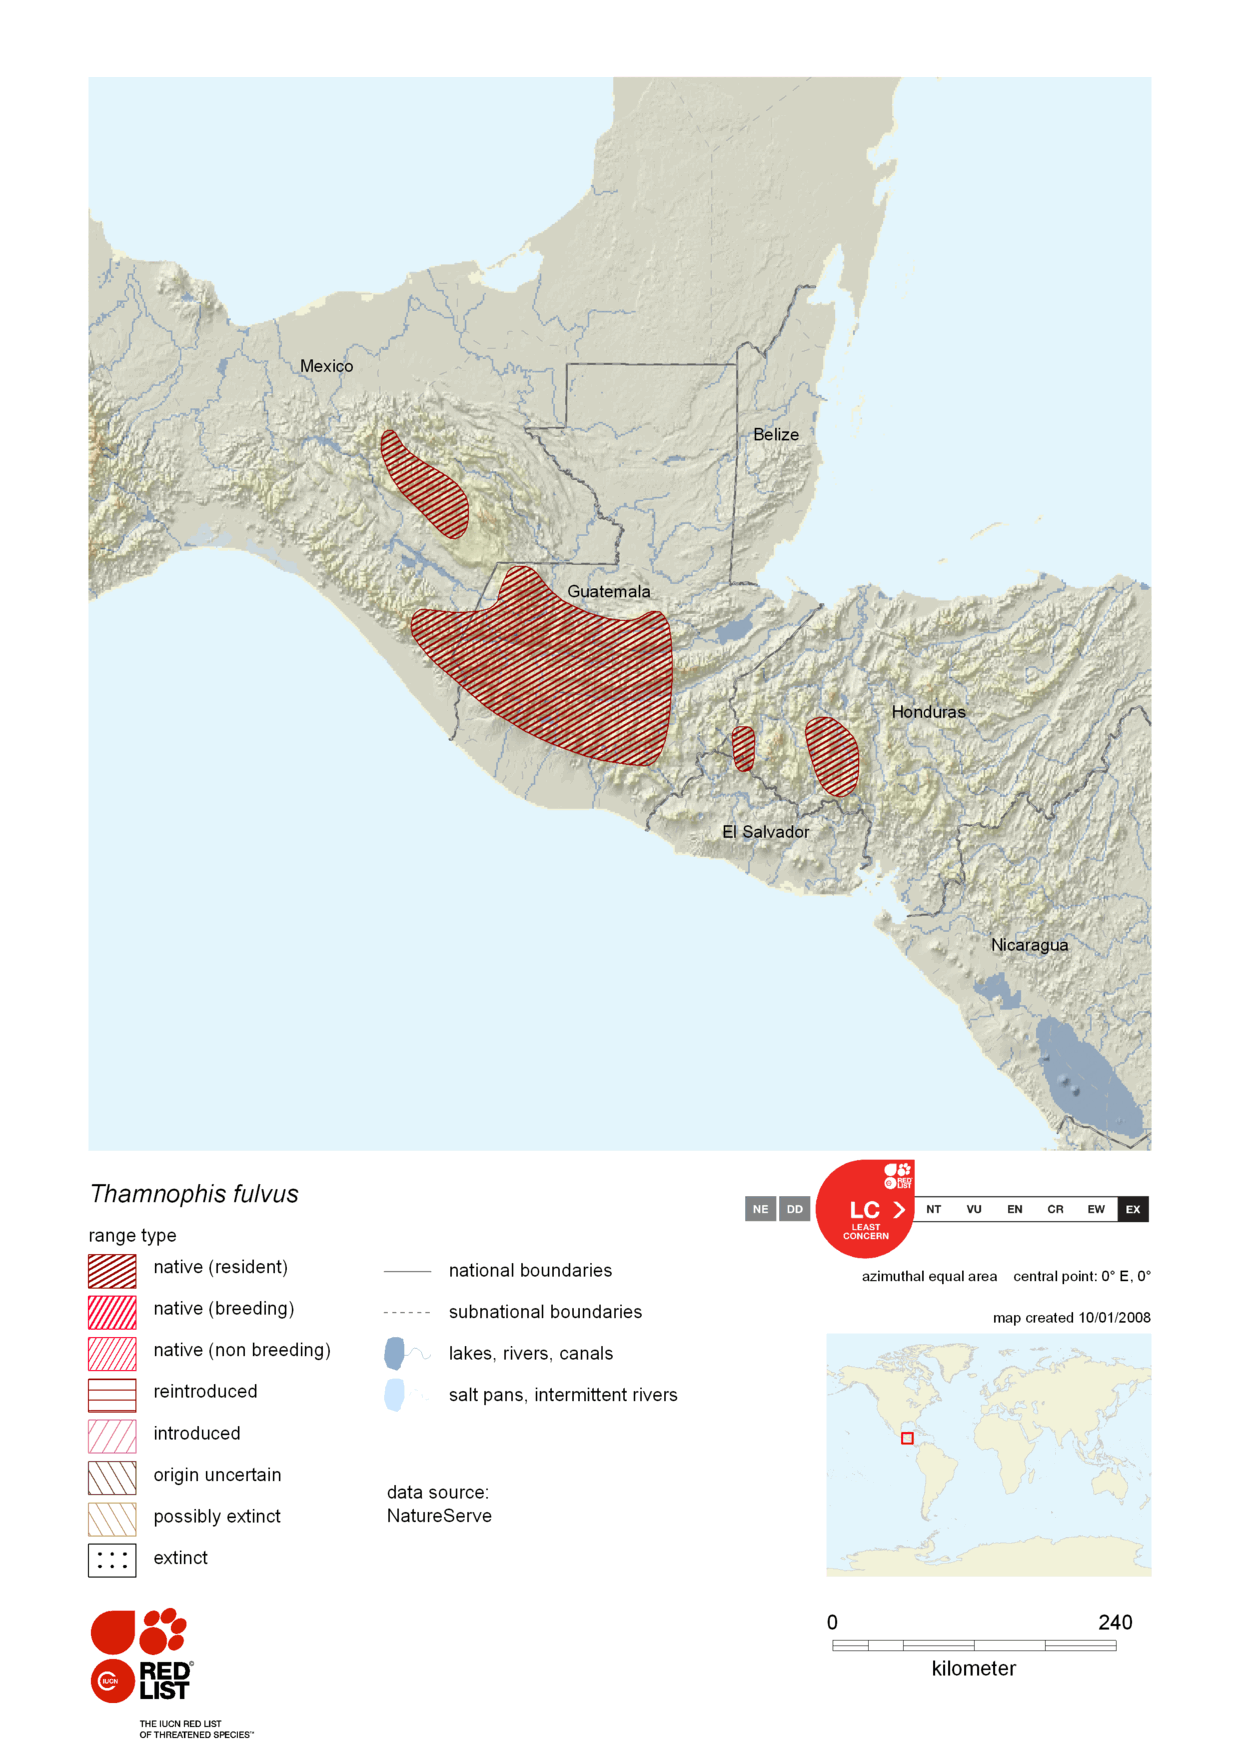 Mexico
Belize
Guatemala
Honduras
El Salvador
Nicaragua
Thamnophis fulvus
range type
native (resident)
native (breeding)
native (non breeding)
reintroduced
introduced
origin uncertain
possibly extinct
extinct
national boundaries
subnational boundaries
lakes, rivers, canals
salt pans, intermittent rivers
data source:
NatureServe
NE DD LC NT VU EN CR EW EX
LEAST
CONCERN
RED
LIST
azimuthal equal area central point: 0° E, 0°
map created 10/01/2008
0 240
kilometer
IUCN
RED©
LIST
THE IUCN RED LIST
OF THREATENED SPECIES™